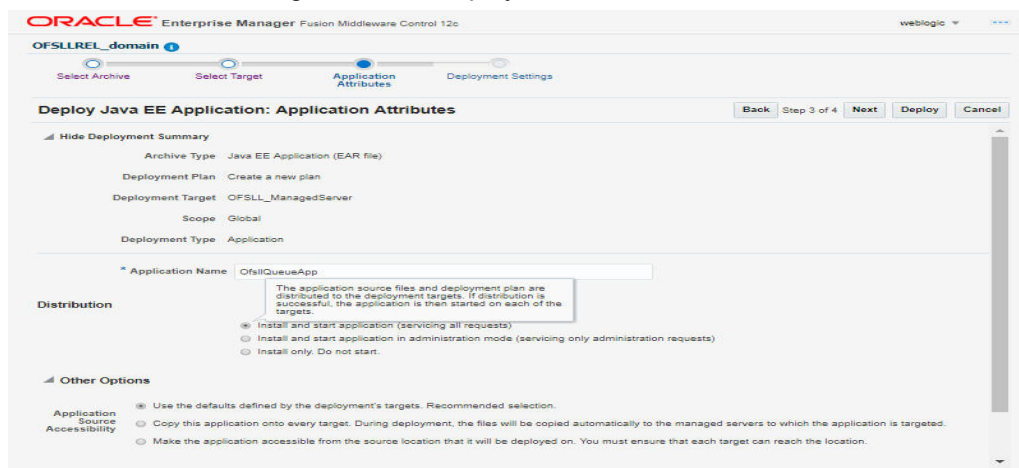 ORACLE Enterprise Manager Fusion Middleware Control 12c
weblogic
OFSLLREL_domain
Select Archive
Select Target
Application Attributes
Deployment Settings
Deploy Java EE Application: Application Attributes
Back Step 3 of 4 Next Deploy Cancel
Hide Deployment Summary
Archive Type Java EE Application (EAR file)
Deployment Plan Create a new plan
Deployment Target OFSLL_ManagedServer
Scope Global
Deployment Type Application
* Application Name OfsllQueueApp
The application source files and deployment plan are
distributed to the deployment targets. If distribution is
successful, the application is then started on each of the
targets.
Distribution
Install and start application (servicing all requests)
Install and start application in administration mode (servicing only administration requests)
Install only. Do not start.
Other Options
Application
Source
Accessibility
Use the defaults defined by the deployment's targets. Recommended selection.
Copy this application onto every target. During deployment, the files will be copied automatically to the managed servers to which the application is targeted.
Make the application accessible from the source location that it will be deployed on. You must ensure that each target can reach the location.